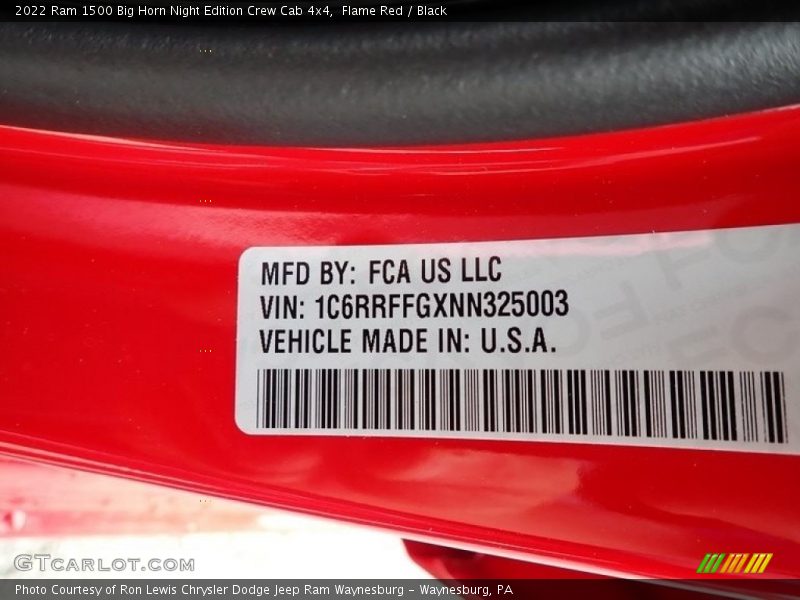 2022 Ram 1500 Big Horn Night Edition Crew Cab 4x4, Flame Red / Black
MFD BY: FCA US LLC
VIN: 1C6RRFFGXNN325003
VEHICLE MADE IN: U.S.A.
GTCARLOT.COM
Photo Courtesy of Ron Lewis Chrysler Dodge Jeep Ram Waynesburg - Waynesburg, PA